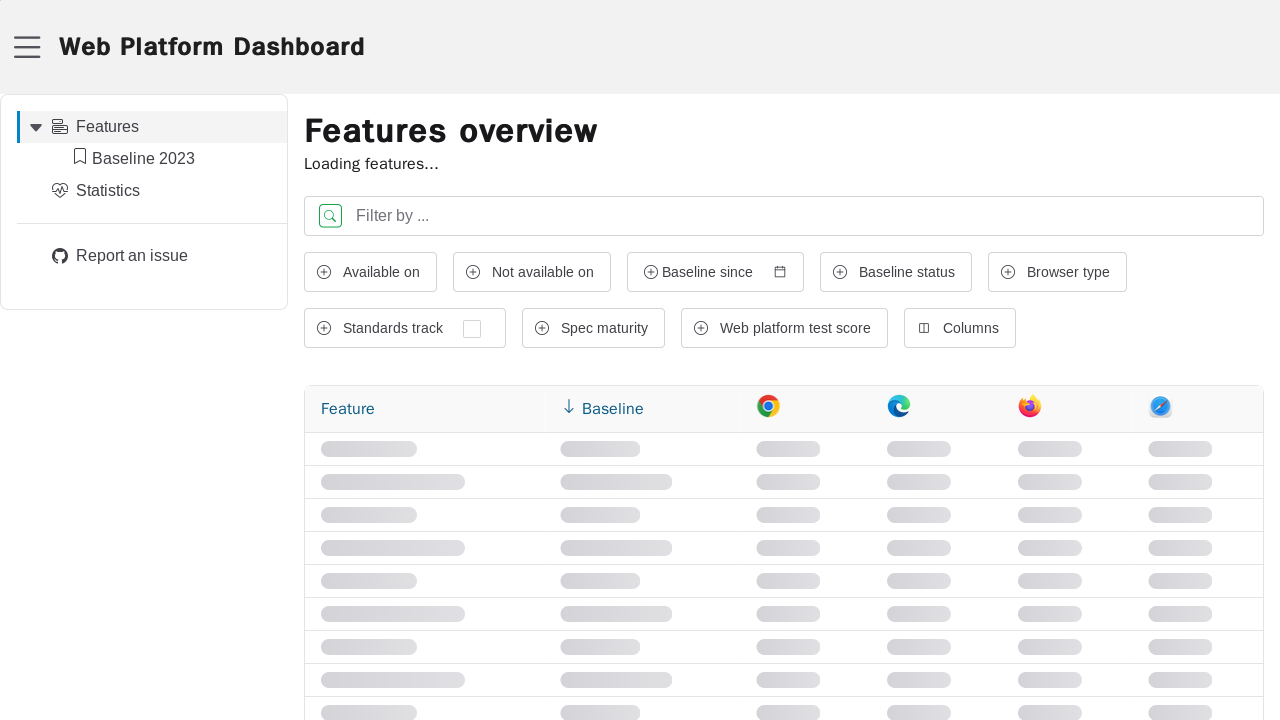 Web Platform Dashboard
Features
Baseline 2023
Statistics
Report an issue
Features overview
Loading features...
Filter by ...
Available on
Not available on
Baseline since
Baseline status
Browser type
Standards track
Spec maturity
Web platform test score
Columns
Feature
Baseline